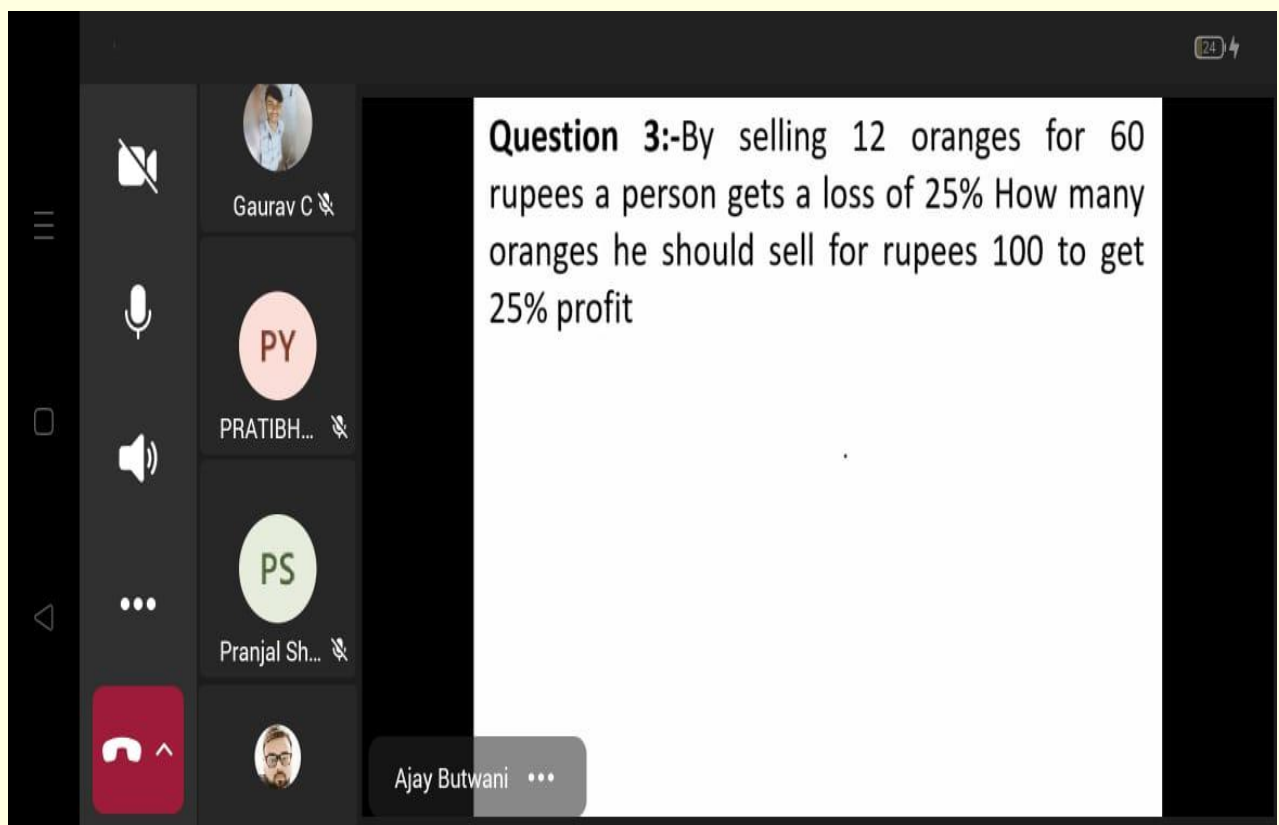 24
Gaurav C
PY
PRATIBH...
PS
Pranjal Sh...
Ajay Butwani
Question 3:-By selling 12 oranges for 60
rupees a person gets a loss of 25% How many
oranges he should sell for rupees 100 to get
25% profit